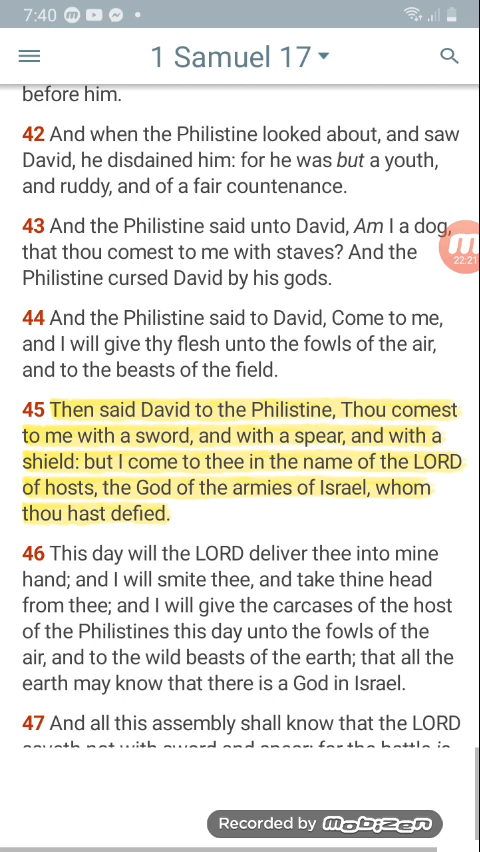 7:40
1 Samuel 17
before him.
42 And when the Philistine looked about, and saw
David, he disdained him: for he was but a youth,
and ruddy, and of a fair countenance.
43 And the Philistine said unto David, Am I a dog,
that thou comest to me with staves? And the
Philistine cursed David by his gods.
22:21
44 And the Philistine said to David, Come to me,
and I will give thy flesh unto the fowls of the air,
and to the beasts of the field.
45 Then said David to the Philistine, Thou comest
to me with a sword, and with a spear, and with a
shield: but I come to thee in the name of the LORD
of hosts, the God of the armies of Israel, whom
thou hast defied.
46 This day will the LORD deliver thee into mine
hand; and I will smite thee, and take thine head
from thee; and I will give the carcases of the host
of the Philistines this day unto the fowls of the
air, and to the wild beasts of the earth; that all the
earth may know that there is a God in Israel.
47 And all this assembly shall know that the LORD
saveth not with sword and spear: for the battle is
Recorded by mobizen